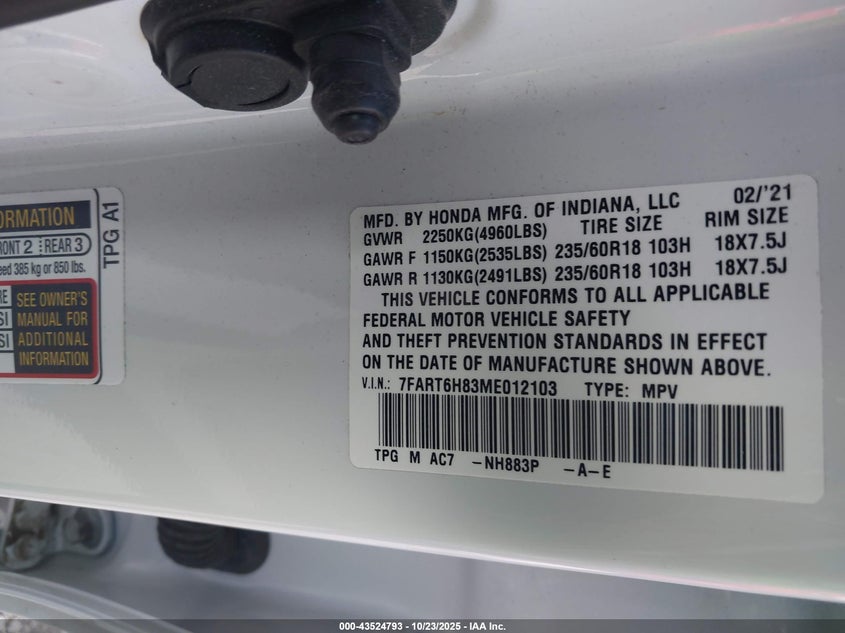 ORMATION
RONT 2 REAR 3
eed 385 kg or 850 lbs.
RE
SI
SI
SEE OWNER'S
MANUAL FOR
ADDITIONAL
INFORMATION
TPG A1
MFD. BY HONDA MFG. OF INDIANA, LLC 02/'21
GVWR 2250KG(4960LBS) TIRE SIZE RIM SIZE
GAWR F 1150KG(2535LBS) 235/60R18 103H 18X7.5J
GAWR R 1130KG(2491LBS) 235/60R18 103H 18X7.5J
THIS VEHICLE CONFORMS TO ALL APPLICABLE
FEDERAL MOTOR VEHICLE SAFETY
AND THEFT PREVENTION STANDARDS IN EFFECT
ON THE DATE OF MANUFACTURE SHOWN ABOVE.
V.I.N.: 7FART6H83ME012103 TYPE: MPV
TPG M AC7 -NH883P -A-E
000-43524793 - 10/23/2025 - IAA Inc.